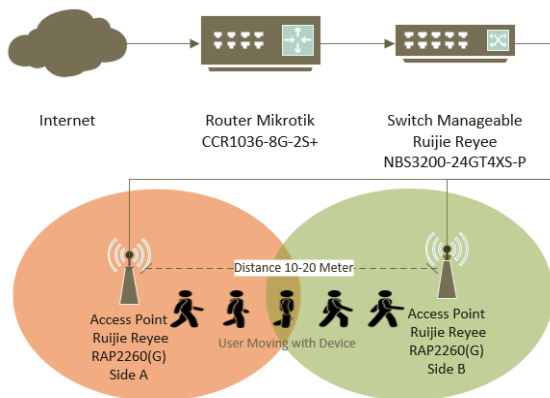 Internet
Router Mikrotik
CCR1036-8G-2S+
Switch Manageable
Ruijie Reyee
NBS3200-24GT4XS-P
Distance 10-20 Meter
Access Point
Ruijie Reyee
RAP2260(G)
Side A
User Moving with Device
Access Point
Ruijie Reyee
RAP2260(G)
Side B